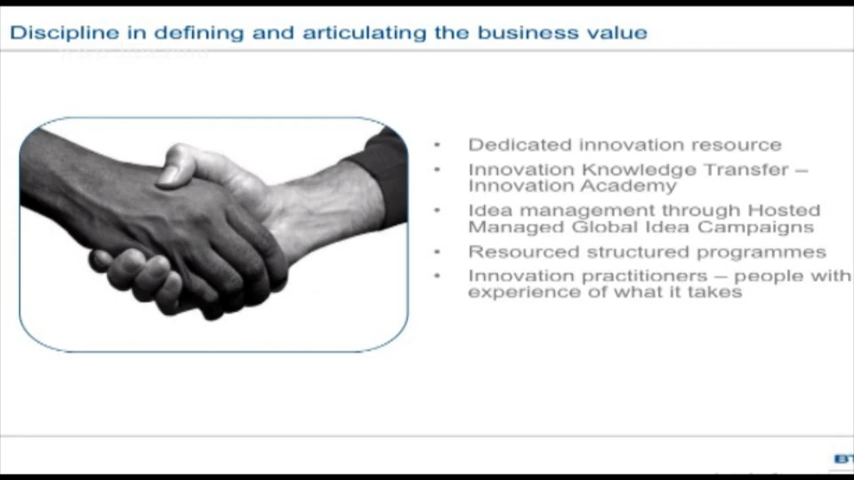 Discipline in defining and articulating the business value
• Dedicated innovation resource
• Innovation Knowledge Transfer –
Innovation Academy
• Idea management through Hosted
Managed Global Idea Campaigns
• Resourced structured programmes
• Innovation practitioners – people with
experience of what it takes
BT